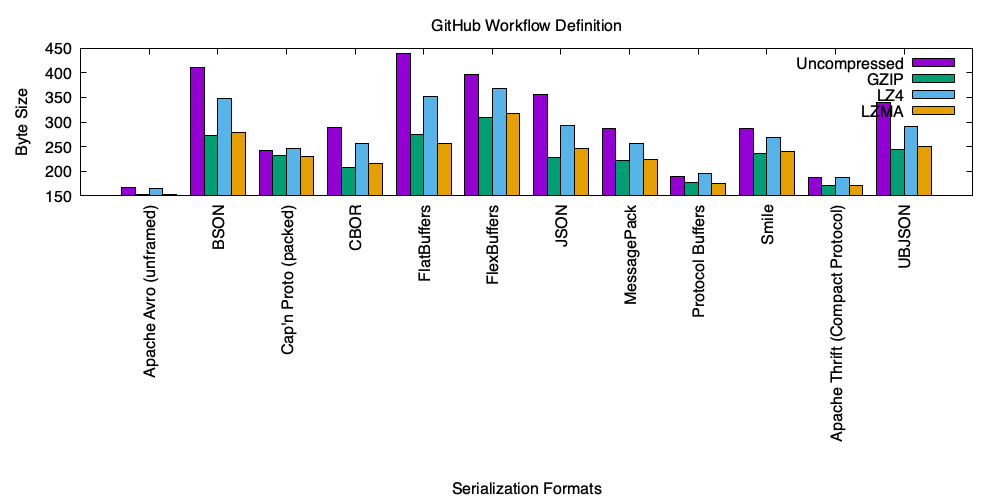 GitHub Workflow Definition
450
400
350
300
250
200
150
Byte Size
Uncompressed
GZIP
LZ4
LZMA
Apache Avro (unframed)
BSON
Cap'n Proto (packed)
CBOR
FlatBuffers
FlexBuffers
JSON
MessagePack
Protocol Buffers
Smile
Apache Thrift (Compact Protocol)
UBJSON
Serialization Formats